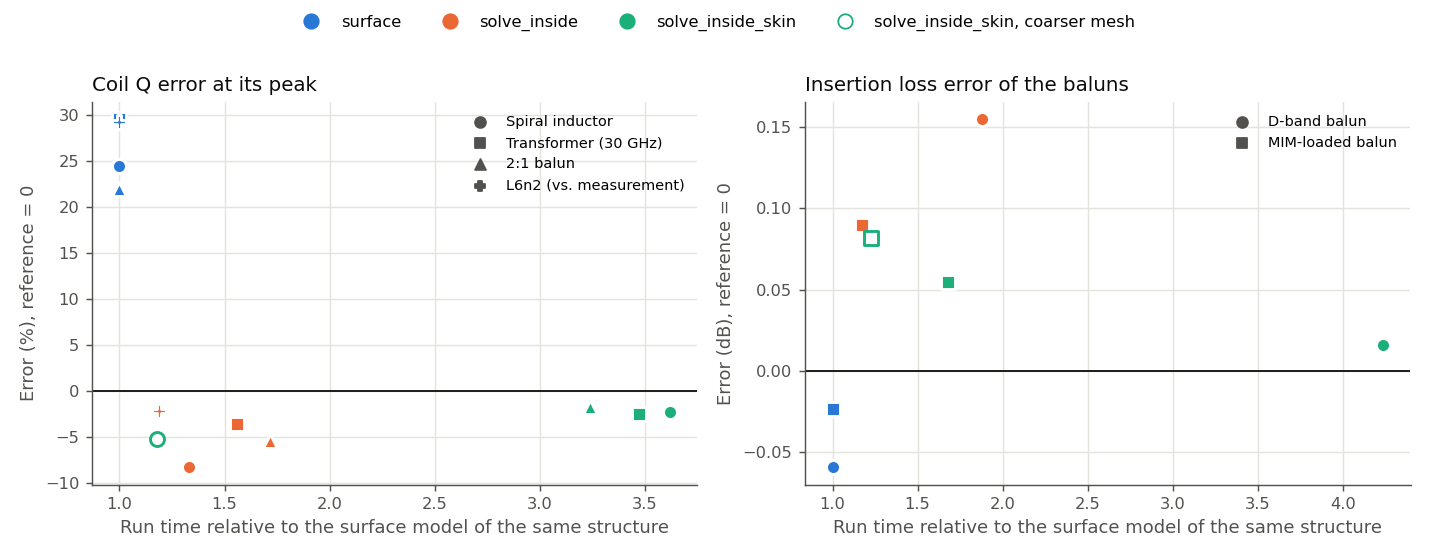 surface
solve_inside
solve_inside_skin
solve_inside_skin, coarser mesh
Coil Q error at its peak
Error (%), reference = 0
30
25
20
15
10
5
0
−5
−10
Spiral inductor
Transformer (30 GHz)
2:1 balun
L6n2 (vs. measurement)
1.0
1.5
2.0
2.5
3.0
3.5
Run time relative to the surface model of the same structure
Insertion loss error of the baluns
Error (dB), reference = 0
0.15
0.10
0.05
0.00
−0.05
D-band balun
MIM-loaded balun
1.0
1.5
2.0
2.5
3.0
3.5
4.0
Run time relative to the surface model of the same structure